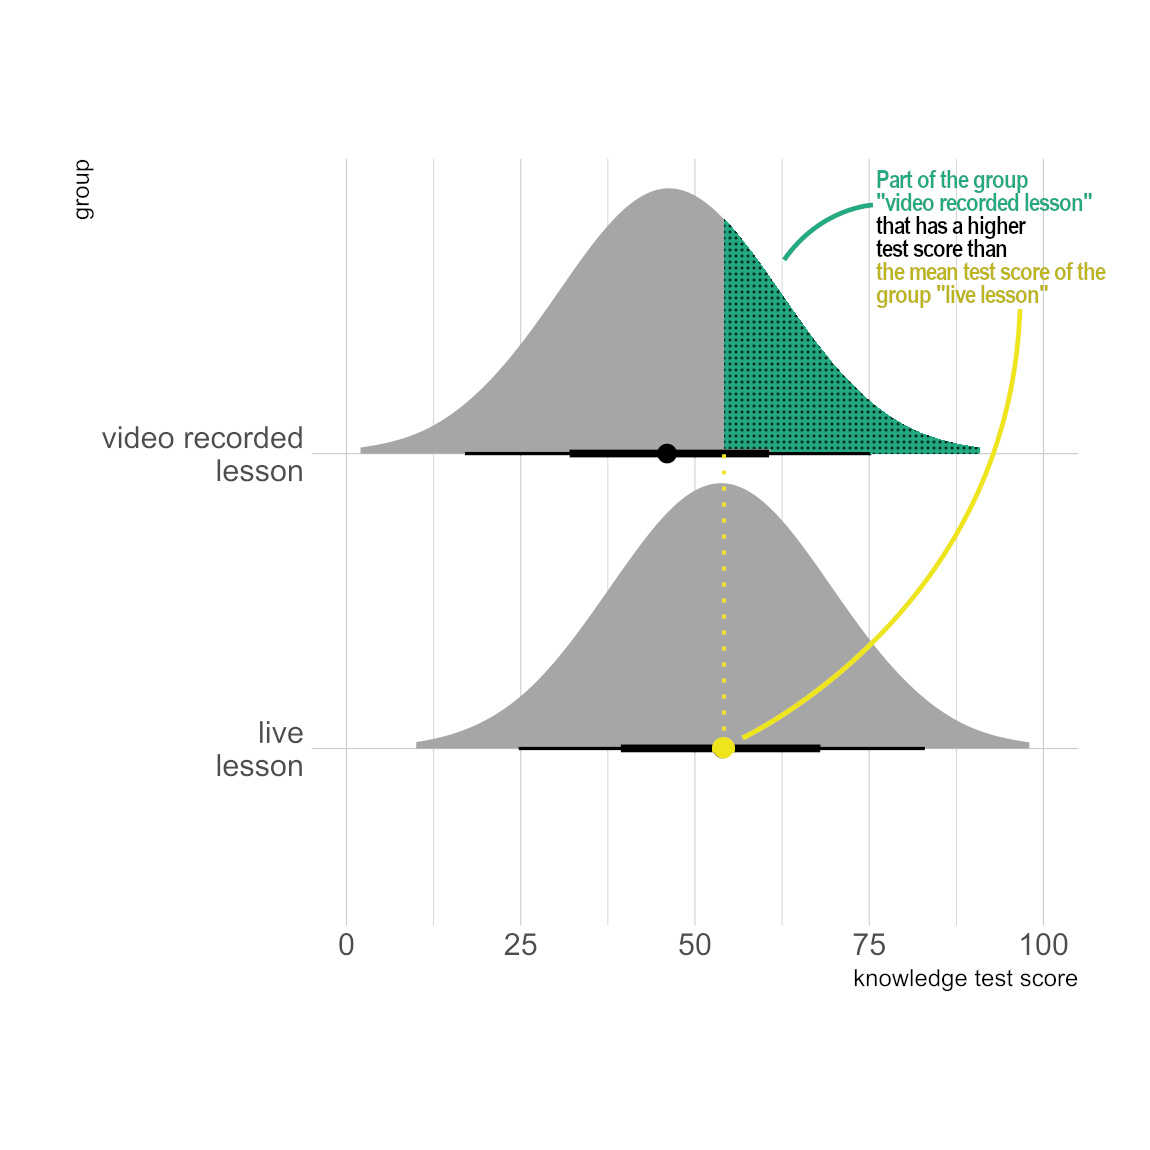 group
Part of the group
"video recorded lesson"
that has a higher
test score than
the mean test score of the
group "live lesson"
video recorded
lesson
live
lesson
0 25 50 75 100
knowledge test score